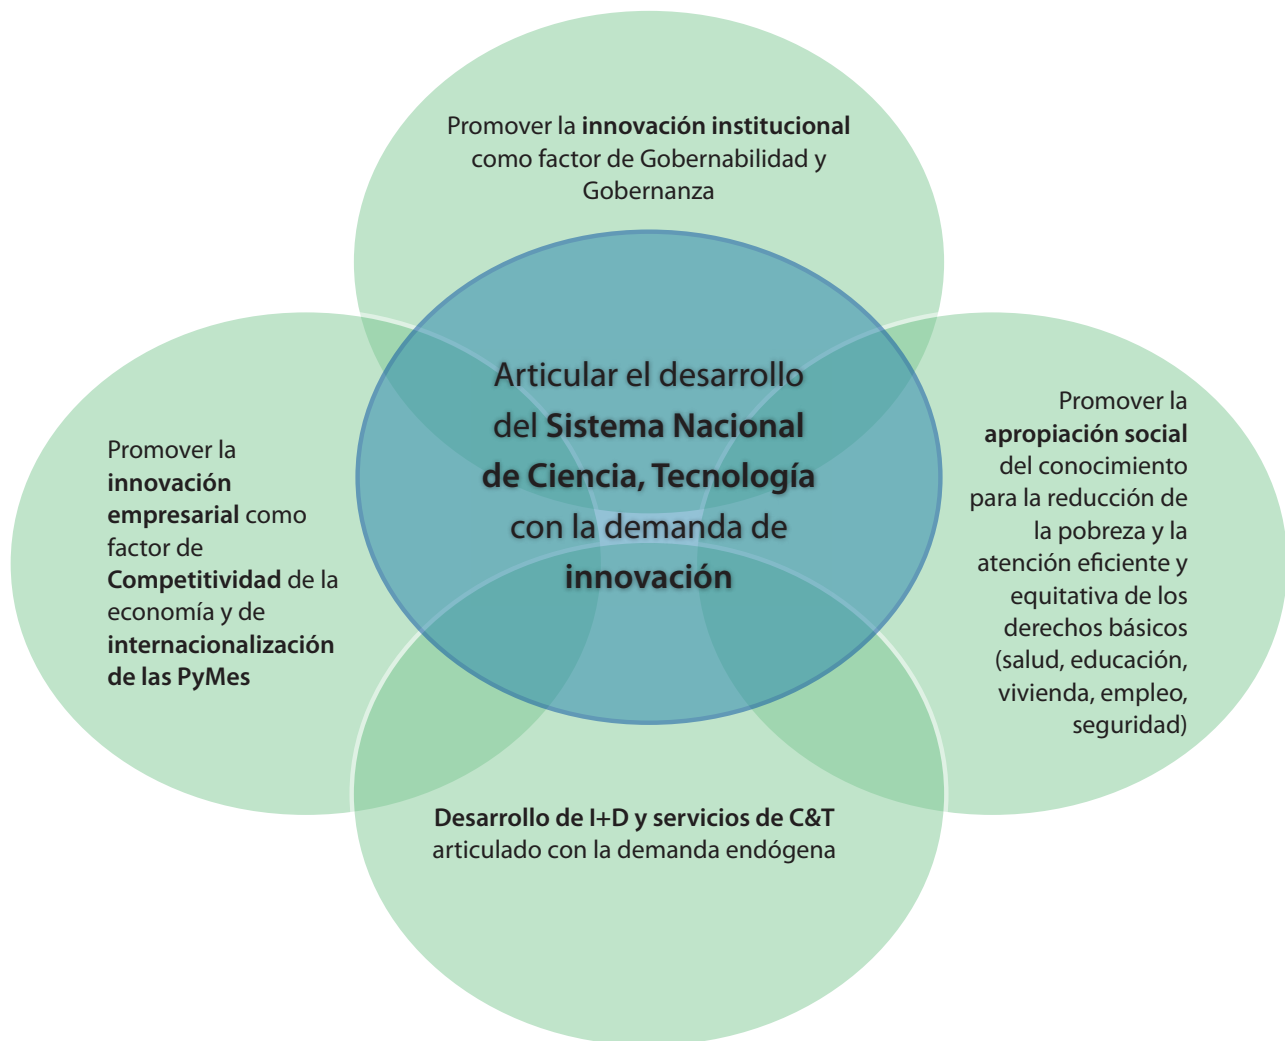 Promover la innovación institucional
como factor de Gobernabilidad y
Gobernanza
Articular el desarrollo
del Sistema Nacional
de Ciencia, Tecnología
con la demanda de
innovación
Promover la
innovación
empresarial como
factor de
Competitividad de la
economía y de
internacionalización
de las PyMes
Promover la
apropiación social
del conocimiento
para la reducción de
la pobreza y la
atención eficiente y
equitativa de los
derechos básicos
(salud, educación,
vivienda, empleo,
seguridad)
Desarrollo de I+D y servicios de C&T
articulado con la demanda endógena